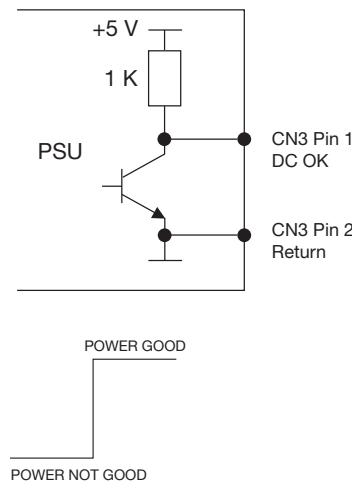 +5 V
1 K
PSU
CN3 Pin 1
DC OK
CN3 Pin 2
Return
POWER GOOD
POWER NOT GOOD